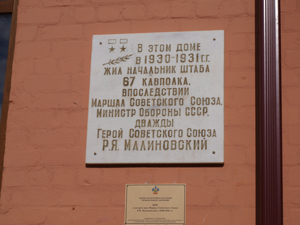 В ЭТОМ ДОМЕ
В 1930-1931 Г.Г.
ЖИЛ НАЧАЛЬНИК ШТАБА
67 КАВПОЛКА,
ВПОСЛЕДСТВИИ
МАРШАЛ СОВЕТСКОГО СОЮЗА,
МИНИСТР ОБОРОНЫ СССР,
ДВАЖДЫ
ГЕРОЙ СОВЕТСКОГО СОЮЗА
Р.Я. МАЛИНОВСКИЙ